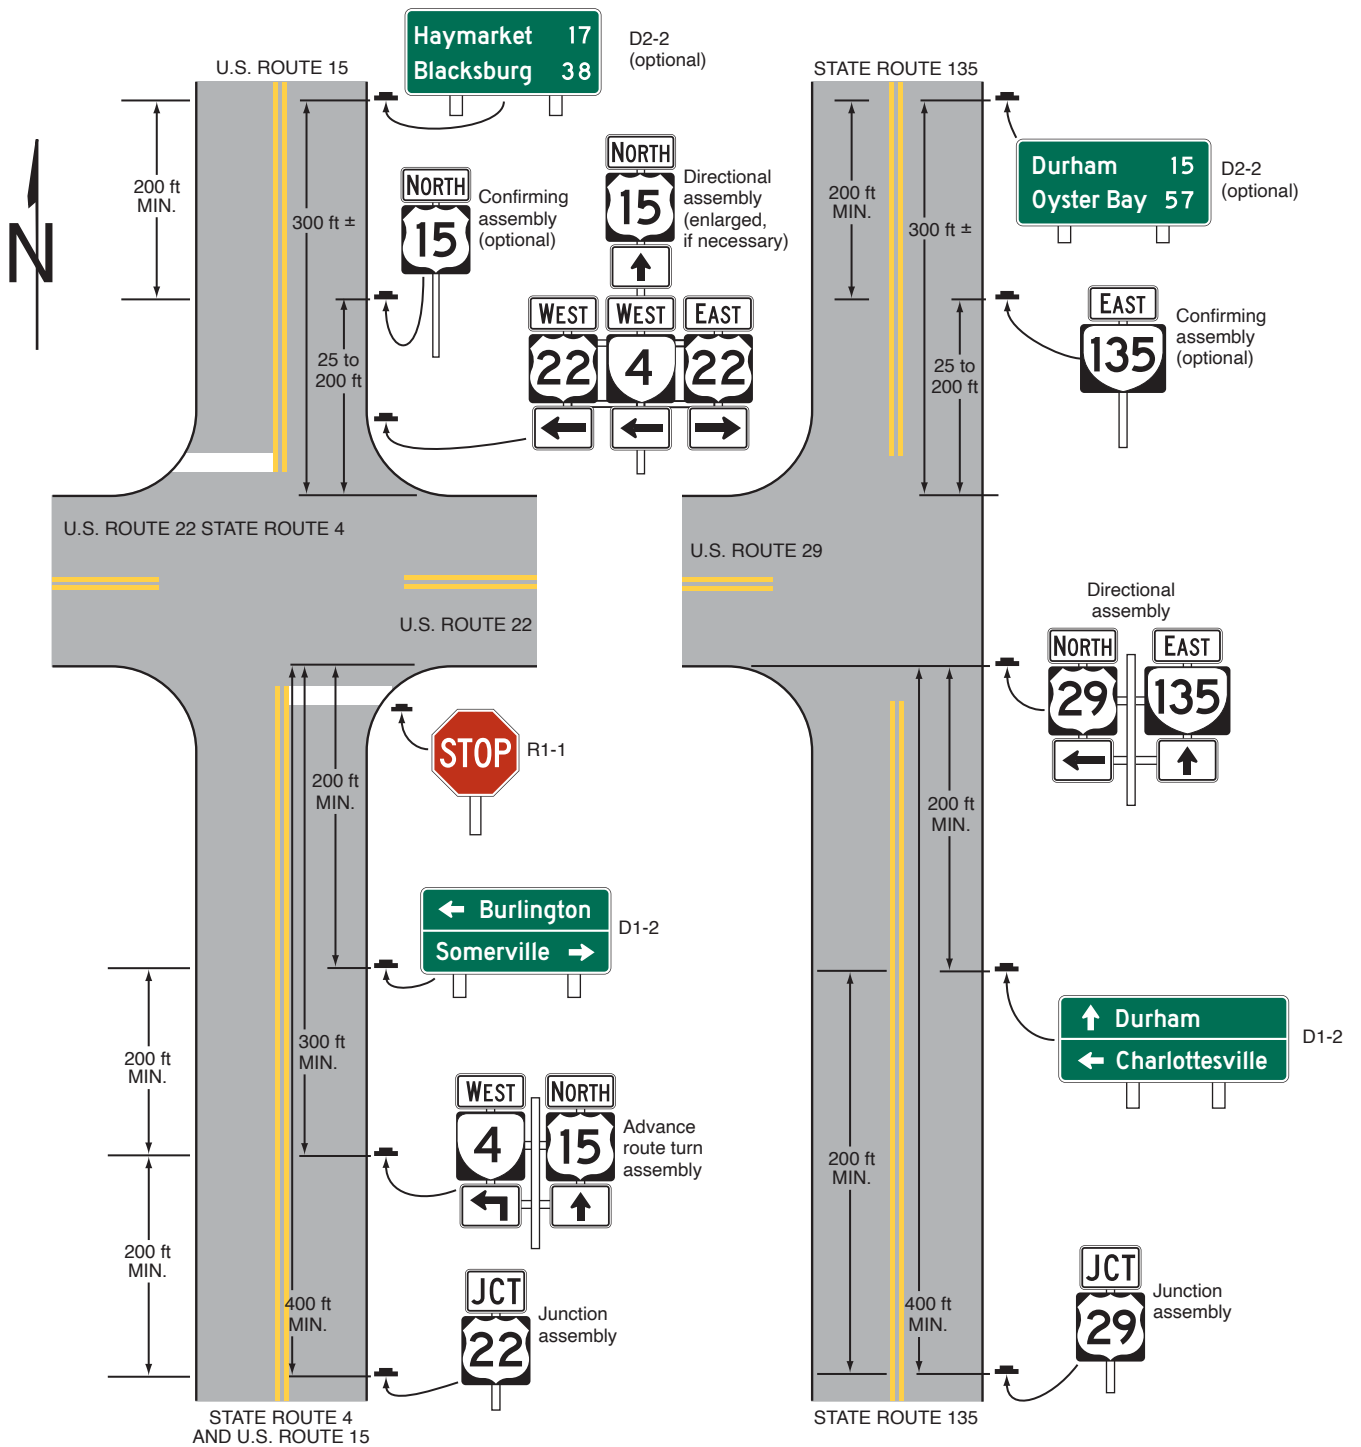 U.S. ROUTE 15
Haymarket 17
Blacksburg 38
D2-2
(optional)
N
200 ft
MIN.
300 ft ±
NORTH
15
Confirming
assembly
(optional)
NORTH
15
Directional
assembly
(enlarged,
if necessary)
25 to
200 ft
WEST WEST EAST
22 4 22
U.S. ROUTE 22 STATE ROUTE 4
U.S. ROUTE 22
STOP
R1-1
200 ft
MIN.
Burlington
Somerville
D1-2
200 ft
MIN.
300 ft
MIN.
WEST NORTH
4 15
Advance
route turn
assembly
200 ft
MIN.
400 ft
MIN.
JCT
22
Junction
assembly
STATE ROUTE 4
AND U.S. ROUTE 15
STATE ROUTE 135
Durham 15
Oyster Bay 57
D2-2
(optional)
200 ft
MIN.
300 ft ±
EAST
135
Confirming
assembly
(optional)
25 to
200 ft
U.S. ROUTE 29
Directional
assembly
NORTH EAST
29 135
200 ft
MIN.
Durham
Charlottesville
D1-2
200 ft
MIN.
400 ft
MIN.
JCT
29
Junction
assembly
STATE ROUTE 135